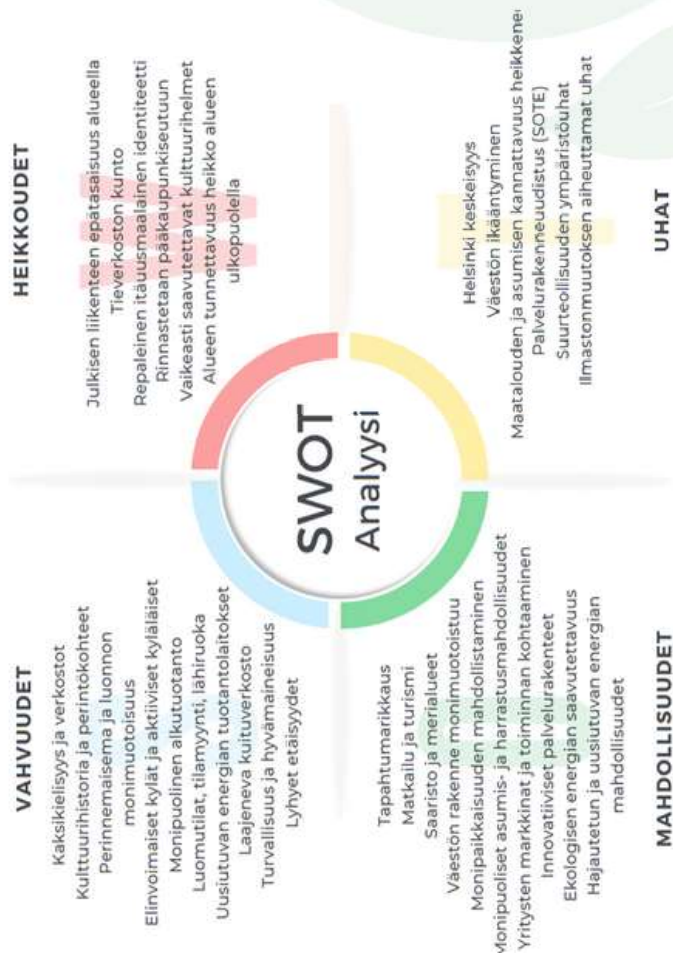 VAHVUUDET
Kaksikielisyys ja verkostot
Kulttuurihistoria ja perintökohteet
Perinnemaisema ja luonnon
monimuotoisuus
Elinvoimaiset kylät ja aktiiviset kyläläiset
Monipuolinen alkutuotanto
Luomutilat, tilamyynti, lähiruoka
Uusiutuvan energian tuotantolaitokset
Laajeneva kuituverkosto
Turvallisuus ja hyvämaineisuus
Lyhyet etäisyydet
HEIKKOUDET
Julkisen liikenteen epätasaisuus alueella
Tieverkoston kunto
Repaleinen itäuusmaalainen identiteetti
Rinnastetaan pääkaupunkiseutuun
Vaikeasti saavutettavat kulttuurihelmet
Alueen tunnettavuus heikko alueen
ulkopuolella
SWOT
Analyysi
Tapahtumarikkaus
Matkailu ja turismi
Saaristo ja merialueet
Väestön rakenne monimuotoistuu
Monipaikkaisuuden mahdollistaminen
Monipuoliset asumis- ja harrastusmahdollisuudet
Yritysten markkinat ja toiminnan kohtaaminen
Innovatiiviset palvelurakenteet
Ekologisen energian saavutettavuus
Hajautetun ja uusiutuvan energian
mahdollisuudet
MAHDOLLISUUDET
Helsinki keskeisyys
Väestön ikääntyminen
Maatalouden ja asumisen kannattavuus heikkene
Palvelurakenneuudistus (SOTE)
Suurteollisuuden ympäristöuhat
Ilmastonmuutoksen aiheuttamat uhat
UHAT